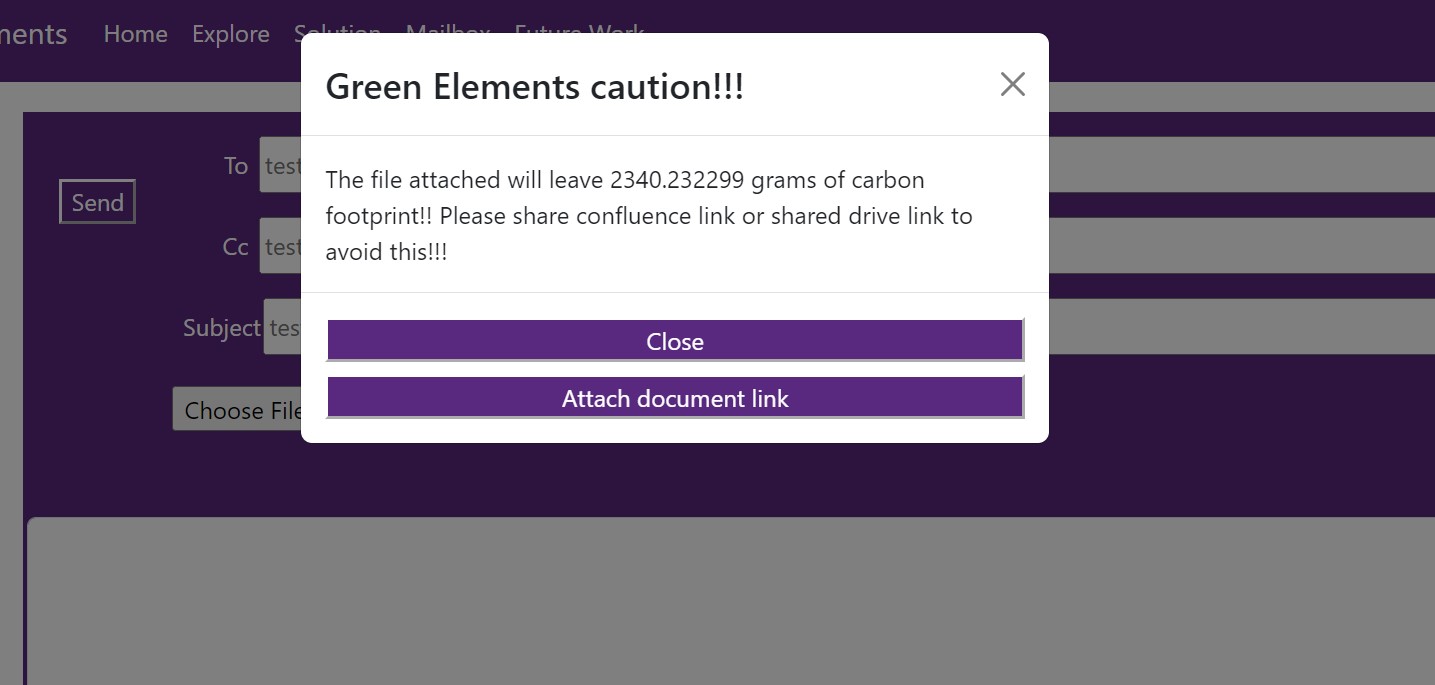 ments Home Explore Solution Mailbox Future Work
Green Elements caution!!!
The file attached will leave 2340.232299 grams of carbon
footprint!! Please share confluence link or shared drive link to
avoid this!!!
Close
Attach document link
Send
To test
Cc test
Subject tes
Choose File